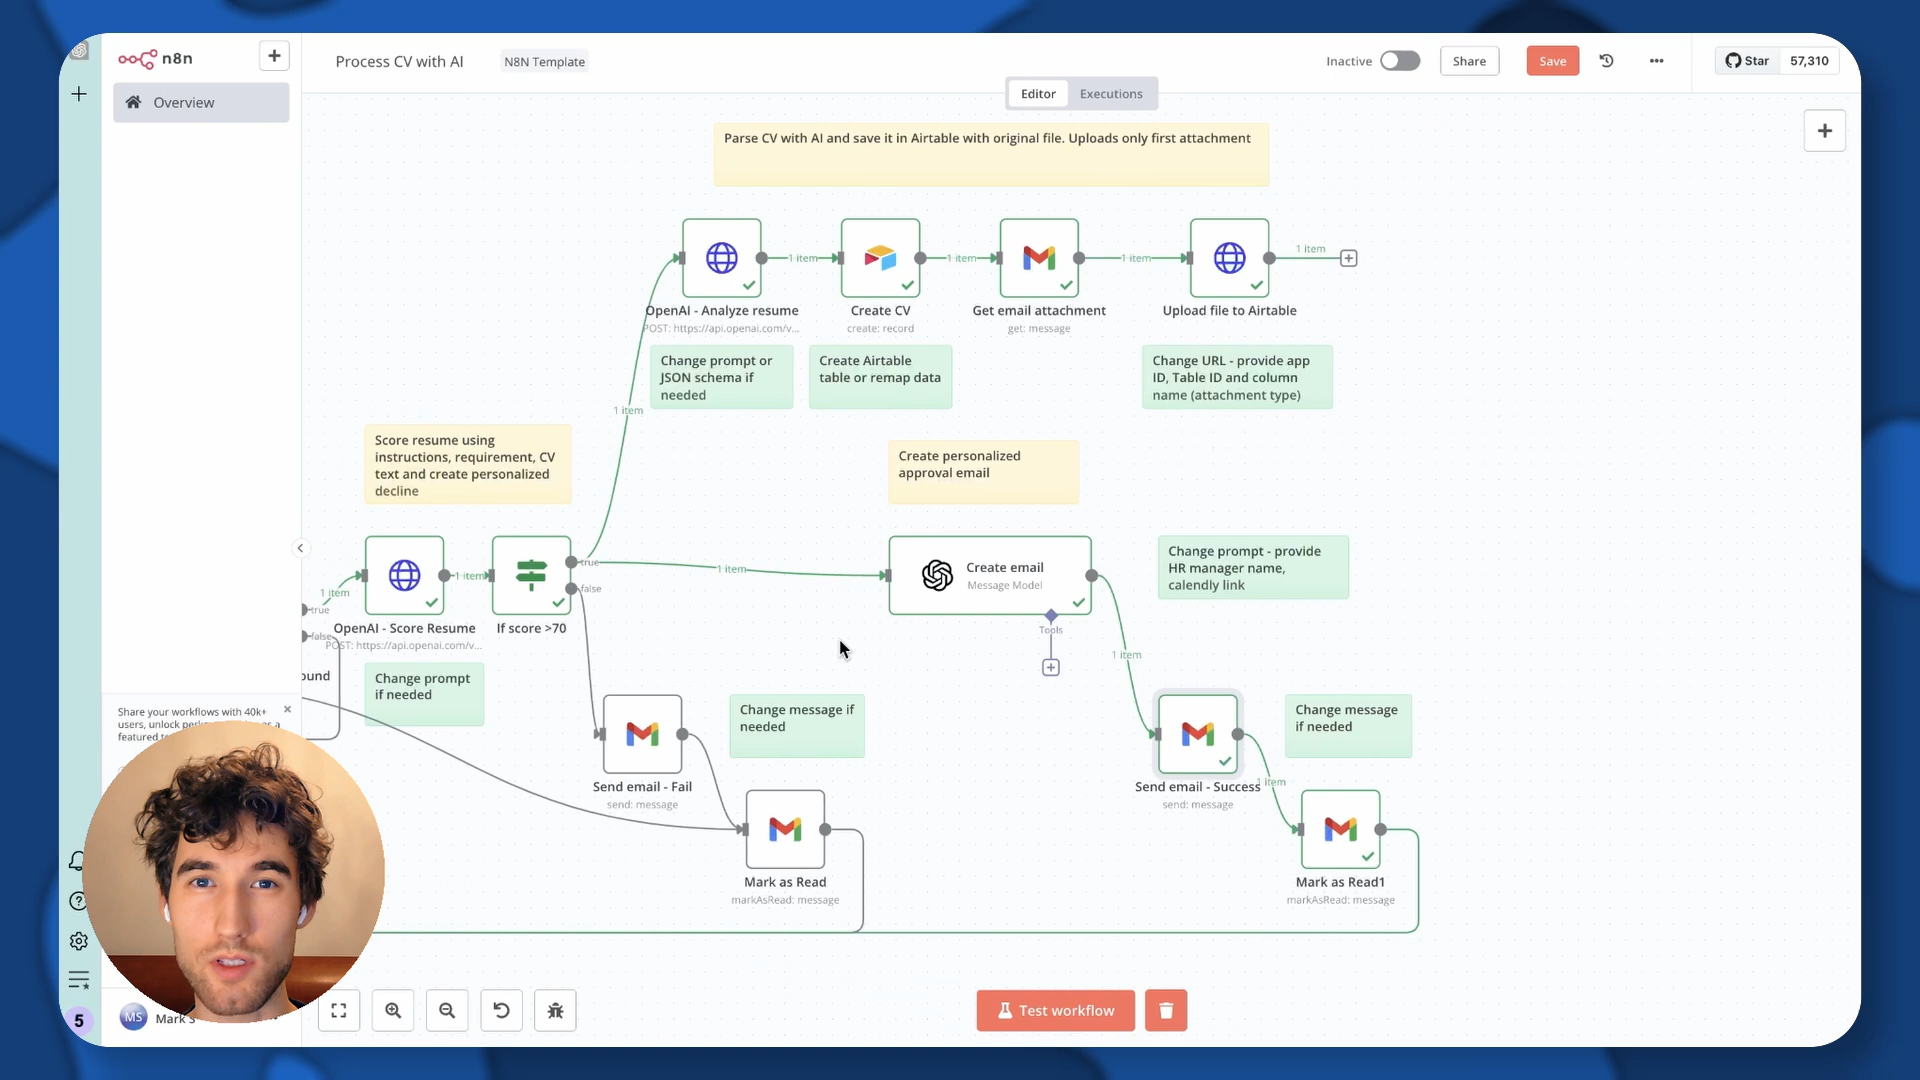 n8n
Overview
Process CV with AI
N8N Template
Inactive
Share
Save
Star
57,310
Editor
Executions
Parse CV with AI and save it in Airtable with original file. Uploads only first attachment
1 item
1 item
1 item
1 item
OpenAI - Analyze resume
POST: https://api.openai.com/v...
Create CV
create: record
Get email attachment
get: message
Upload file to Airtable
Change prompt or
JSON schema if
needed
Create Airtable
table or remap data
Change URL - provide app
ID, Table ID and column
name (attachment type)
1 item
Score resume using
instructions, requirement, CV
text and create personalized
decline
Create personalized
approval email
1 item
true
false
1 item
true
false
1 item
OpenAI - Score Resume
POST: https://api.openai.com/v...
If score >70
Create email
Message Model
Tools
Change prompt - provide
HR manager name,
calendly link
ound
Change prompt
if needed
1 item
Change message if
needed
Change message
if needed
Send email - Fail
send: message
Send email - Success
send: message
1 item
Mark as Read
markAsRead: message
Mark as Read1
markAsRead: message
Share your workflows with 40k+
users, unlock
featured
5
MS
Mark S
Test workflow